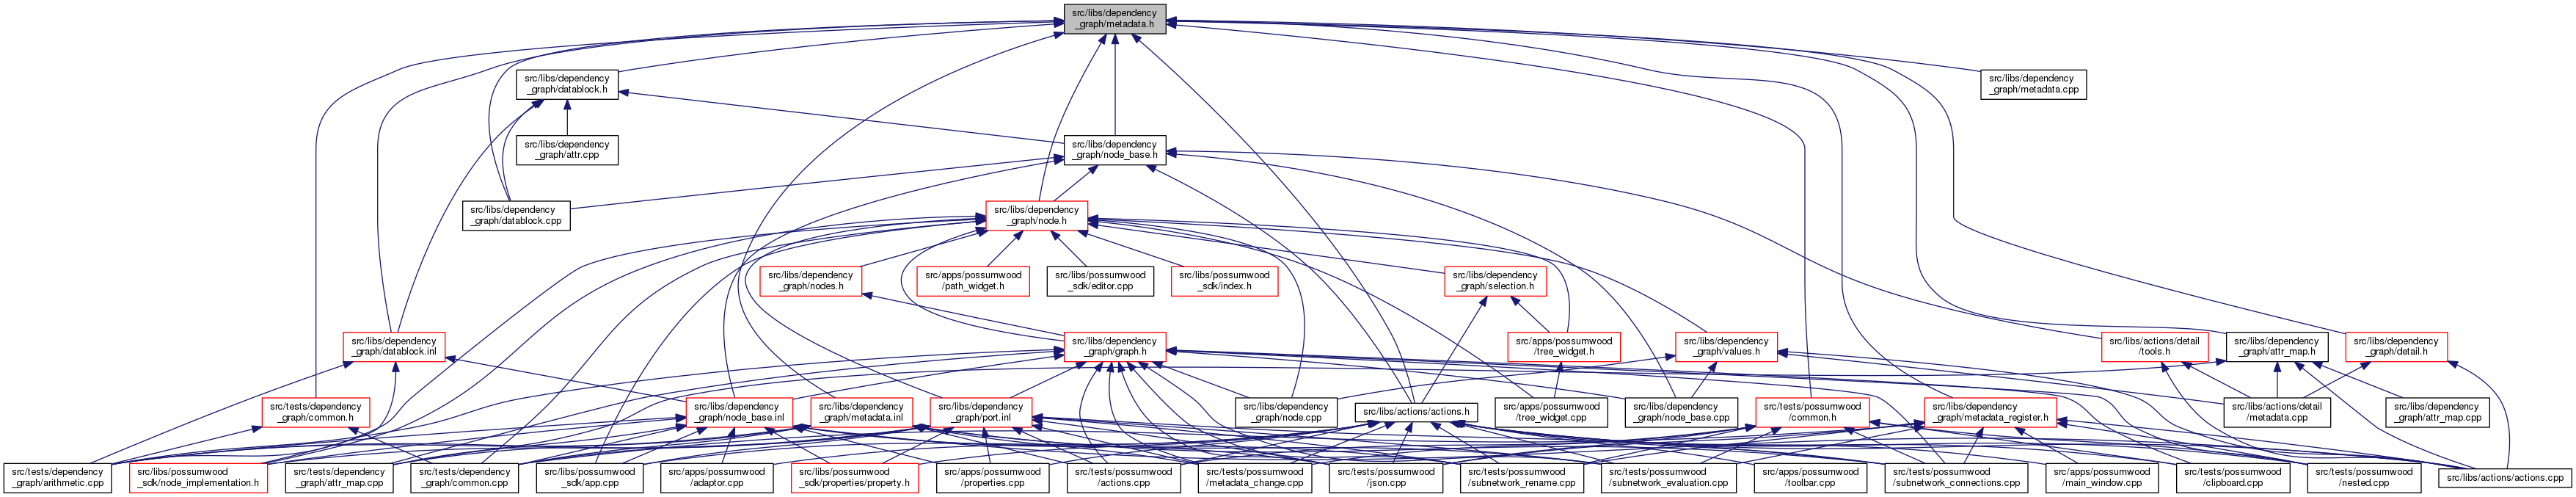 src/libs/dependency
_graph/metadata.h
src/libs/dependency
_graph/datablock.h
src/libs/dependency
_graph/metadata.cpp
src/libs/dependency
_graph/attr.cpp
src/libs/dependency
_graph/node_base.h
src/libs/dependency
_graph/datablock.cpp
src/libs/dependency
_graph/node.h
src/libs/dependency
_graph/nodes.h
src/apps/possumwood
/path_widget.h
src/libs/possumwood
_sdk/editor.cpp
src/libs/possumwood
_sdk/index.h
src/libs/dependency
_graph/selection.h
src/libs/dependency
_graph/datablock.inl
src/libs/dependency
_graph/graph.h
src/apps/possumwood
/tree_widget.h
src/libs/dependency
_graph/values.h
src/libs/actions/detail
/tools.h
src/libs/dependency
_graph/attr_map.h
src/libs/dependency
_graph/detail.h
src/tests/dependency
_graph/common.h
src/libs/dependency
_graph/node_base.inl
src/libs/dependency
_graph/metadata.inl
src/libs/dependency
_graph/port.inl
src/libs/dependency
_graph/node.cpp
src/libs/actions/actions.h
src/apps/possumwood
/tree_widget.cpp
src/libs/dependency
_graph/node_base.cpp
src/tests/possumwood
/common.h
src/libs/dependency
_graph/metadata_register.h
src/libs/actions/detail
/metadata.cpp
src/libs/dependency
_graph/attr_map.cpp
src/tests/dependency
_graph/arithmetic.cpp
src/libs/possumwood
_sdk/node_implementation.h
src/tests/dependency
_graph/attr_map.cpp
src/tests/dependency
_graph/common.cpp
src/libs/possumwood
_sdk/app.cpp
src/apps/possumwood
/adaptor.cpp
src/libs/possumwood
_sdk/properties/property.h
src/apps/possumwood
/properties.cpp
src/tests/possumwood
/actions.cpp
src/tests/possumwood
/metadata_change.cpp
src/tests/possumwood
/json.cpp
src/tests/possumwood
/subnetwork_rename.cpp
src/tests/possumwood
/subnetwork_evaluation.cpp
src/apps/possumwood
/toolbar.cpp
src/tests/possumwood
/subnetwork_connections.cpp
src/apps/possumwood
/main_window.cpp
src/tests/possumwood
/clipboard.cpp
src/tests/possumwood
/nested.cpp
src/libs/actions/actions.cpp